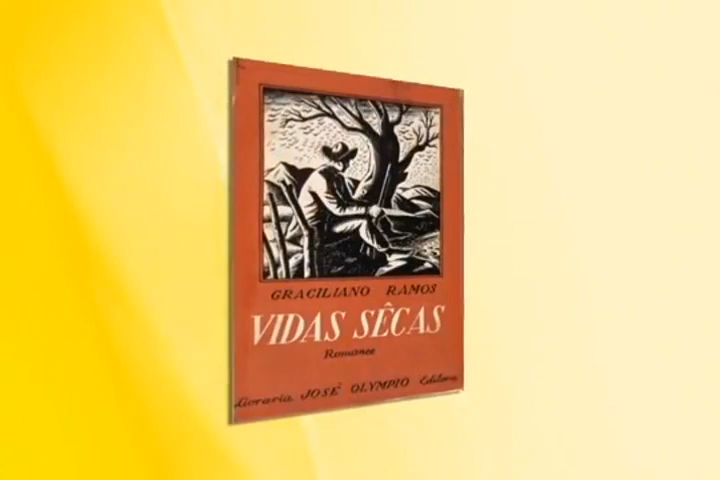 GRACILIANO RAMOS
VIDAS SÊCAS
Romance
Livraria JOSÉ OLYMPIO Editora